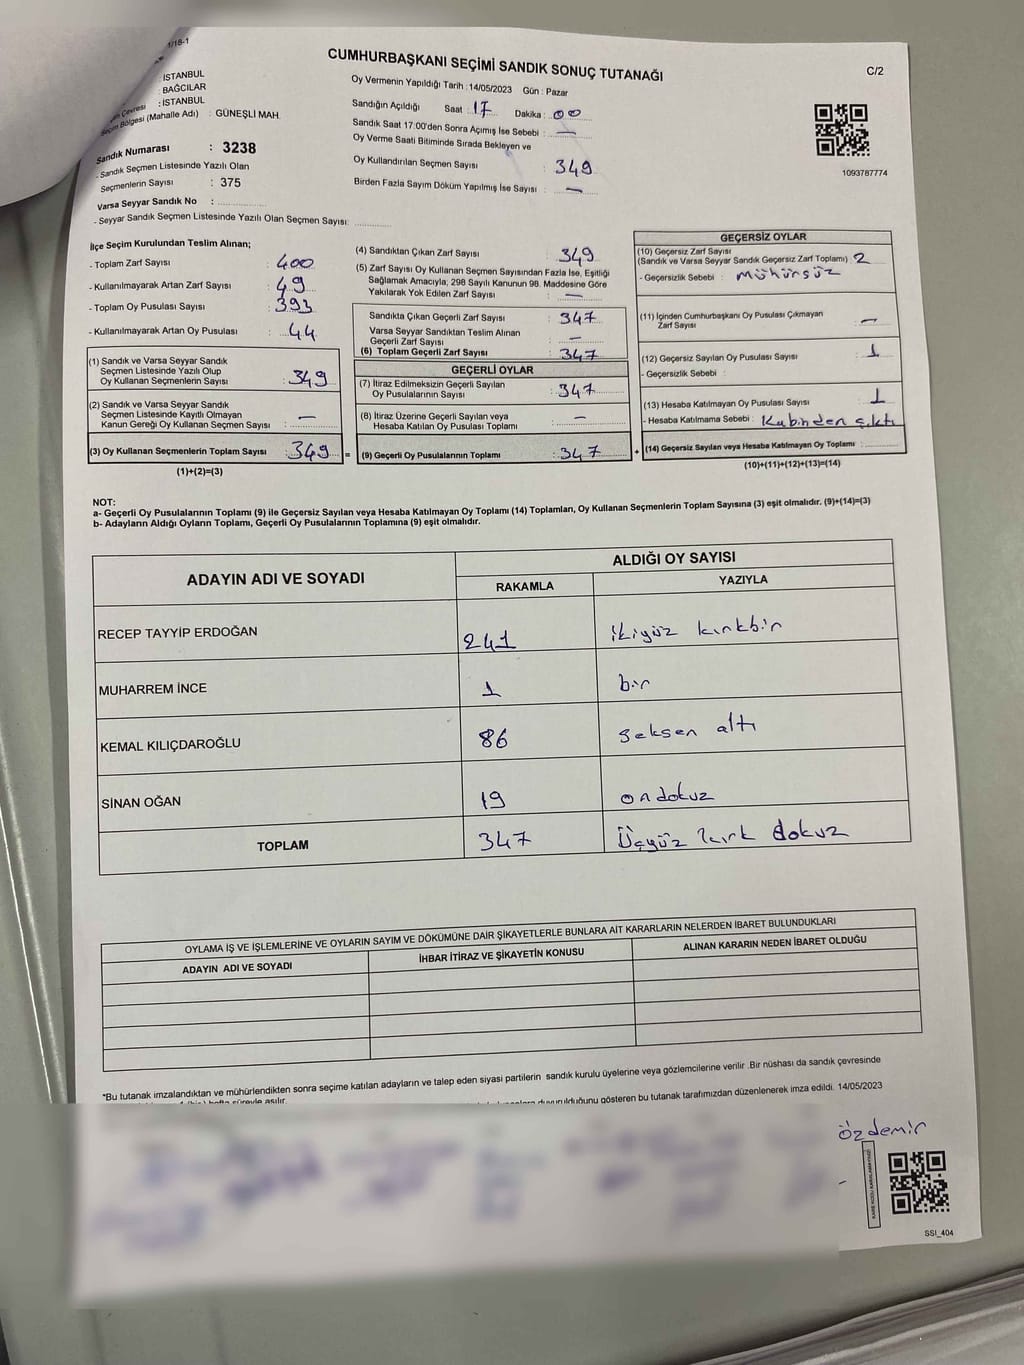 1/18-1
CUMHURBAŞKANI SEÇİMİ SANDIK SONUÇ TUTANAĞI
C/2
: İSTANBUL
: BAĞCILAR
Çevresi : İSTANBUL
Seçim Bölgesi (Mahalle Adı) : GÜNEŞLİ MAH.
Sandık Numarası : 3238
- Sandık Seçmen Listesinde Yazılı Olan
Seçmenlerin Sayısı : 375
Varsa Seyyar Sandık No :
- Seyyar Sandık Seçmen Listesinde Yazılı Olan Seçmen Sayısı:
Oy Vermenin Yapıldığı Tarih : 14/05/2023 Gün : Pazar
Sandığın Açıldığı Saat : 17 Dakika : 00
Sandık Saat 17:00'den Sonra Açımış İse Sebebi : —
Oy Verme Saati Bitiminde Sırada Bekleyen ve
Oy Kullandırılan Seçmen Sayısı : 349
Birden Fazla Sayım Döküm Yapılmış İse Sayısı : —
1093787774
İlçe Seçim Kurulundan Teslim Alınan;
- Toplam Zarf Sayısı : 400
- Kullanılmayarak Artan Zarf Sayısı : 49
- Toplam Oy Pusulası Sayısı : 393
- Kullanılmayarak Artan Oy Pusulası : 44
(1) Sandık ve Varsa Seyyar Sandık
Seçmen Listesinde Yazılı Olup
Oy Kullanan Seçmenlerin Sayısı : 349
(2) Sandık ve Varsa Seyyar Sandık
Seçmen Listesinde Kayıtlı Olmayan
Kanun Gereği Oy Kullanan Seçmen Sayısı : —
(3) Oy Kullanan Seçmenlerin Toplam Sayısı : 349 =
(1)+(2)=(3)
(4) Sandıktan Çıkan Zarf Sayısı : 349
(5) Zarf Sayısı Oy Kullanan Seçmen Sayısından Fazla İse, Eşitliği
Sağlamak Amacıyla; 298 Sayılı Kanunun 98. Maddesine Göre
Yakılarak Yok Edilen Zarf Sayısı : —
Sandıkta Çıkan Geçerli Zarf Sayısı : 347
Varsa Seyyar Sandıktan Teslim Alınan
Geçerli Zarf Sayısı : —
(6) Toplam Geçerli Zarf Sayısı : 347
GEÇERLİ OYLAR
(7) İtiraz Edilmeksizin Geçerli Sayılan
Oy Pusulalarının Sayısı : 347
(8) İtiraz Üzerine Geçerli Sayılan veya
Hesaba Katılan Oy Pusulası Toplamı : —
(9) Geçerli Oy Pusulalarının Toplamı : 347 +
GEÇERSİZ OYLAR
(10) Geçersiz Zarf Sayısı
(Sandık ve Varsa Seyyar Sandık Geçersiz Zarf Toplamı) : 2
- Geçersizlik Sebebi : Mühürsüz
(11) İçinden Cumhurbaşkanı Oy Pusulası Çıkmayan
Zarf Sayısı : —
(12) Geçersiz Sayılan Oy Pusulası Sayısı : 1
- Geçersizlik Sebebi :
(13) Hesaba Katılmayan Oy Pusulası Sayısı : 1
- Hesaba Katılmama Sebebi : Kabinden çıktı
(14) Geçersiz Sayılan veya Hesaba Katılmayan Oy Toplamı :
(10)+(11)+(12)+(13)=(14)
NOT:
a- Geçerli Oy Pusulalarının Toplamı (9) ile Geçersiz Sayılan veya Hesaba Katılmayan Oy Toplamı (14) Toplamları, Oy Kullanan Seçmenlerin Toplam Sayısına (3) eşit olmalıdır. (9)+(14)=(3)
b- Adayların Aldığı Oyların Toplamı, Geçerli Oy Pusulalarının Toplamına (9) eşit olmalıdır.
ADAYIN ADI VE SOYADI ALDIĞI OY SAYISI
RAKAMLA YAZIYLA
RECEP TAYYİP ERDOĞAN 241 ikiyüz kırkbir
MUHARREM İNCE 1 bir
KEMAL KILIÇDAROĞLU 86 seksen altı
SİNAN OĞAN 19 ondokuz
TOPLAM 347 Üçyüz kırk dokuz
OYLAMA İŞ VE İŞLEMLERİNE VE OYLARIN SAYIM VE DÖKÜMÜNE DAİR ŞİKAYETLERLE BUNLARA AİT KARARLARIN NELERDEN İBARET BULUNDUKLARI
ADAYIN ADI VE SOYADI İHBAR İTİRAZ VE ŞİKAYETİN KONUSU ALINAN KARARIN NEDEN İBARET OLDUĞU
*Bu tutanak imzalandıktan ve mühürlendikten sonra seçime katılan adayların ve talep eden siyasi partilerin sandık kurulu üyelerine veya gözlemcilerine verilir .Bir nüshası da sandık çevresinde
hafta süreyle asılır.
duyurulduğunu gösteren bu tutanak tarafımızdan düzenlenerek imza edildi. 14/05/2023
özdemir
SSI_404